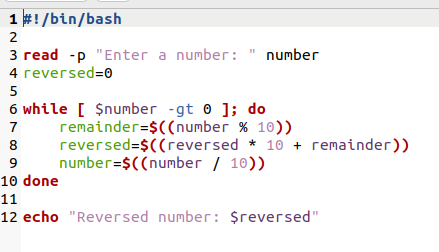 1 #!/bin/bash
2
3 read -p "Enter a number: " number
4 reversed=0
5
6 while [ $number -gt 0 ]; do
7     remainder=$((number % 10))
8     reversed=$((reversed * 10 + remainder))
9     number=$((number / 10))
10 done
11
12 echo "Reversed number: $reversed"